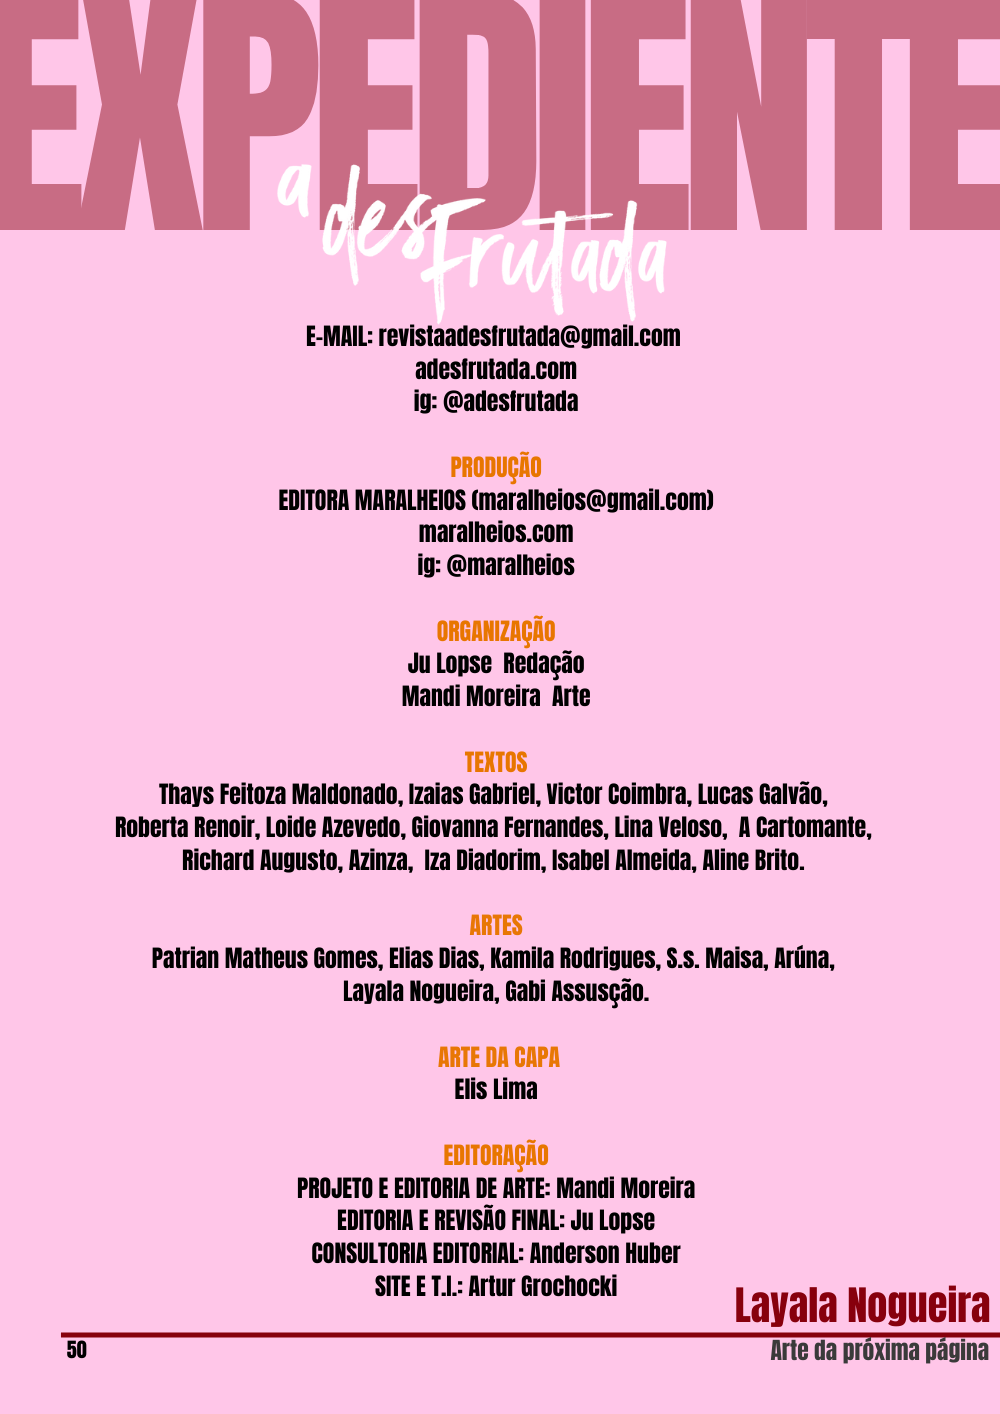 EXPEDIENTE
a desFrutada
E-MAIL: revistaadesfrutada@gmail.com
adesfrutada.com
ig: @adesfrutada
PRODUÇÃO
EDITORA MARALHEIOS (maralheios@gmail.com)
maralheios.com
ig: @maralheios
ORGANIZAÇÃO
Ju Lopse Redação
Mandi Moreira Arte
TEXTOS
Thays Feitoza Maldonado, Izaias Gabriel, Victor Coimbra, Lucas Galvão,
Roberta Renoir, Loide Azevedo, Giovanna Fernandes, Lina Veloso, A Cartomante,
Richard Augusto, Azinza, Iza Diadorim, Isabel Almeida, Aline Brito.
ARTES
Patrian Matheus Gomes, Elias Dias, Kamila Rodrigues, S.s. Maisa, Arúna,
Layala Nogueira, Gabi Assusção.
ARTE DA CAPA
Elis Lima
EDITORAÇÃO
PROJETO E EDITORIA DE ARTE: Mandi Moreira
EDITORIA E REVISÃO FINAL: Ju Lopse
CONSULTORIA EDITORIAL: Anderson Huber
SITE E T.I.: Artur Grochocki
Layala Nogueira
50
Arte da próxima página